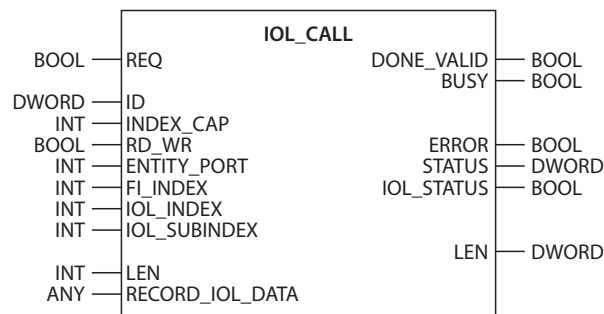 IOL_CALL
BOOL REQ DONE_VALID BOOL
BUSY BOOL
DWORD ID
INT INDEX_CAP
BOOL RD_WR ERROR BOOL
INT ENTITY_PORT STATUS DWORD
INT FI_INDEX IOL_STATUS BOOL
INT IOL_INDEX
INT IOL_SUBINDEX
LEN DWORD
INT LEN
ANY RECORD_IOL_DATA